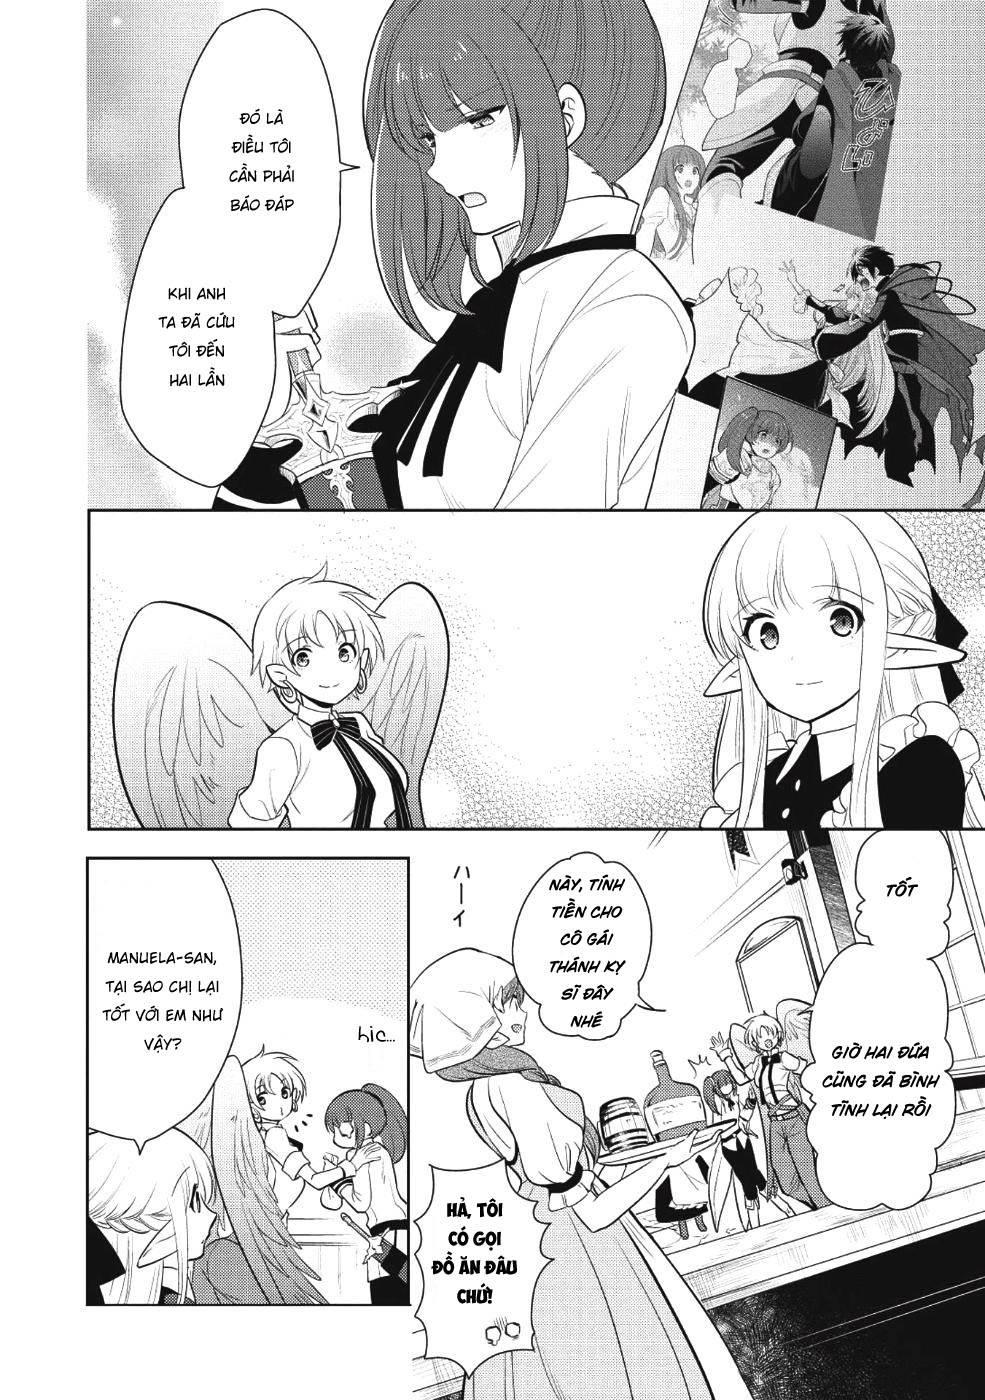 ĐÓ LÀ
ĐIỀU TÔI
CẦN PHẢI
BÁO ĐÁP
KHI ANH
TA ĐÃ CỨU
TÔI ĐẾN
HAI LẦN
TỐT
GIỜ HAI ĐỨA
CŨNG ĐÃ BÌNH
TĨNH LẠI RỒI
NÀY, TÍNH
TIỀN CHO
CÔ GÁI
THÁNH KỴ
SĨ ĐÂY
NHÉ
ハーイ
HẢ, TÔI
CÓ GỌI
ĐỒ ĂN ĐÂU
CHỨ!
MANUELA-SAN,
TẠI SAO CHỊ LẠI
TỐT VỚI EM NHƯ
VẬY?
hic...